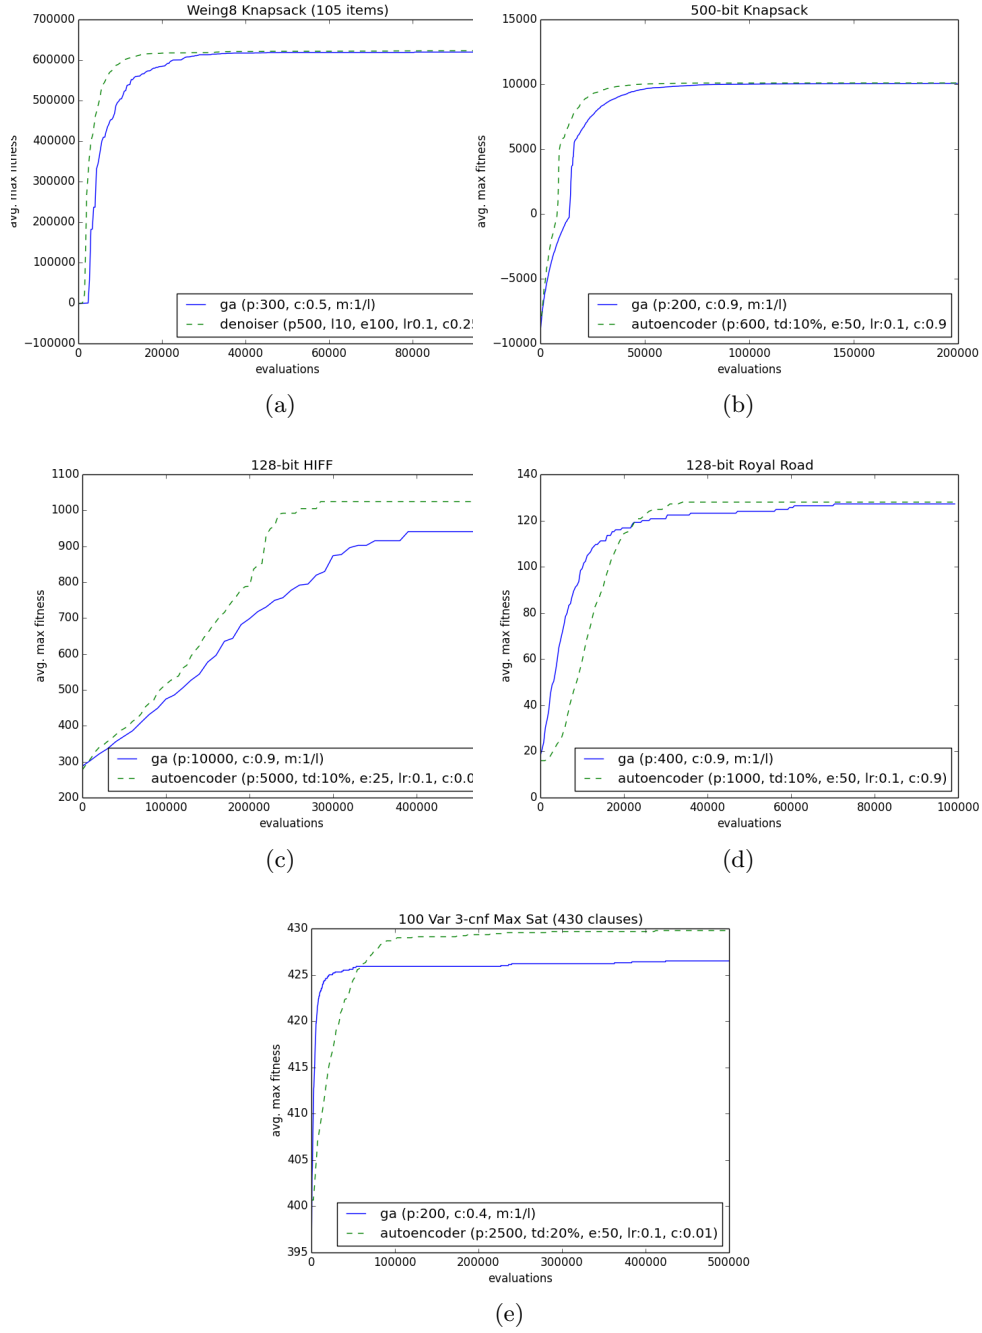 Weing8 Knapsack (105 items)
700000
600000
500000
400000
300000
200000
100000
0
−100000
avg. max fitness
0
20000
40000
60000
80000
evaluations
ga (p:300, c:0.5, m:1/l)
denoiser (p500, l10, e100, lr0.1, c0.25
(a)
500-bit Knapsack
15000
10000
5000
0
−5000
−10000
avg. max fitness
0
50000
100000
150000
200000
evaluations
ga (p:200, c:0.9, m:1/l)
autoencoder (p:600, td:10%, e:50, lr:0.1, c:0.9
(b)
128-bit HIFF
1100
1000
900
800
700
600
500
400
300
200
avg. max fitness
0
100000
200000
300000
400000
evaluations
ga (p:10000, c:0.9, m:1/l)
autoencoder (p:5000, td:10%, e:25, lr:0.1, c:0.0
(c)
128-bit Royal Road
140
120
100
80
60
40
20
0
avg. max fitness
0
20000
40000
60000
80000
100000
evaluations
ga (p:400, c:0.9, m:1/l)
autoencoder (p:1000, td:10%, e:50, lr:0.1, c:0.9)
(d)
100 Var 3-cnf Max Sat (430 clauses)
430
425
420
415
410
405
400
395
avg. max fitness
0
100000
200000
300000
400000
500000
evaluations
ga (p:200, c:0.4, m:1/l)
autoencoder (p:2500, td:20%, e:50, lr:0.1, c:0.01)
(e)